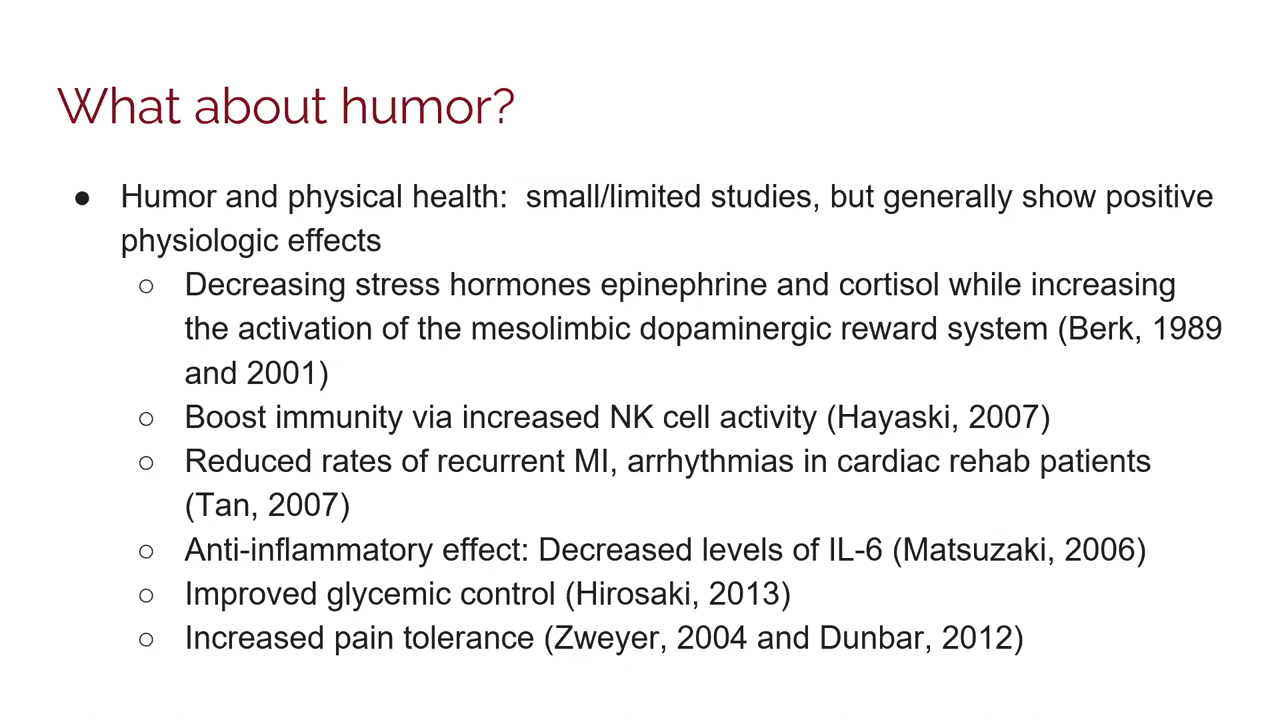 What about humor?
● Humor and physical health:  small/limited studies, but generally show positive
physiologic effects
○ Decreasing stress hormones epinephrine and cortisol while increasing
the activation of the mesolimbic dopaminergic reward system (Berk, 1989
and 2001)
○ Boost immunity via increased NK cell activity (Hayaski, 2007)
○ Reduced rates of recurrent MI, arrhythmias in cardiac rehab patients
(Tan, 2007)
○ Anti-inflammatory effect: Decreased levels of IL-6 (Matsuzaki, 2006)
○ Improved glycemic control (Hirosaki, 2013)
○ Increased pain tolerance (Zweyer, 2004 and Dunbar, 2012)